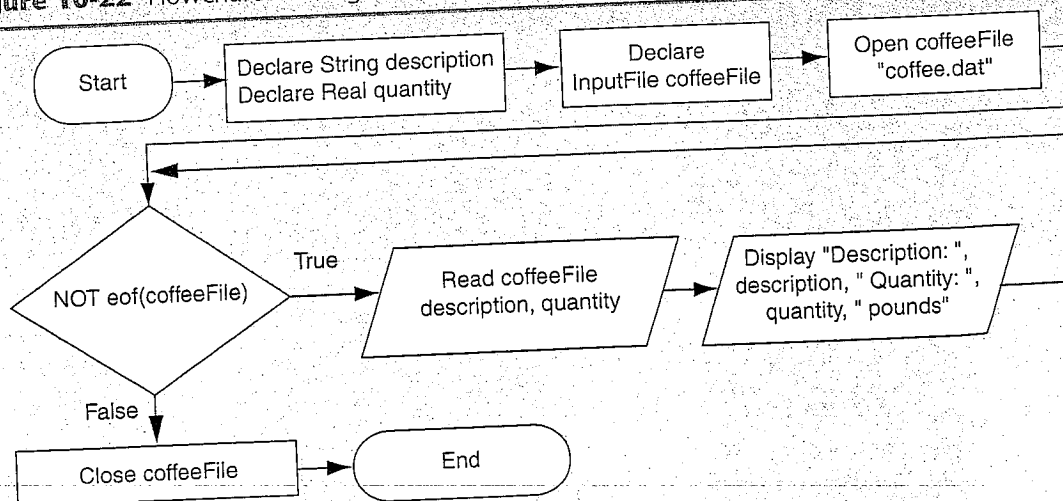 Start
Declare String description
Declare Real quantity
Declare
InputFile coffeeFile
Open coffeeFile
"coffee.dat"
NOT eof(coffeeFile)
True
Read coffeeFile
description, quantity
Display "Description: ",
description, " Quantity: ",
quantity, " pounds"
False
Close coffeeFile
End